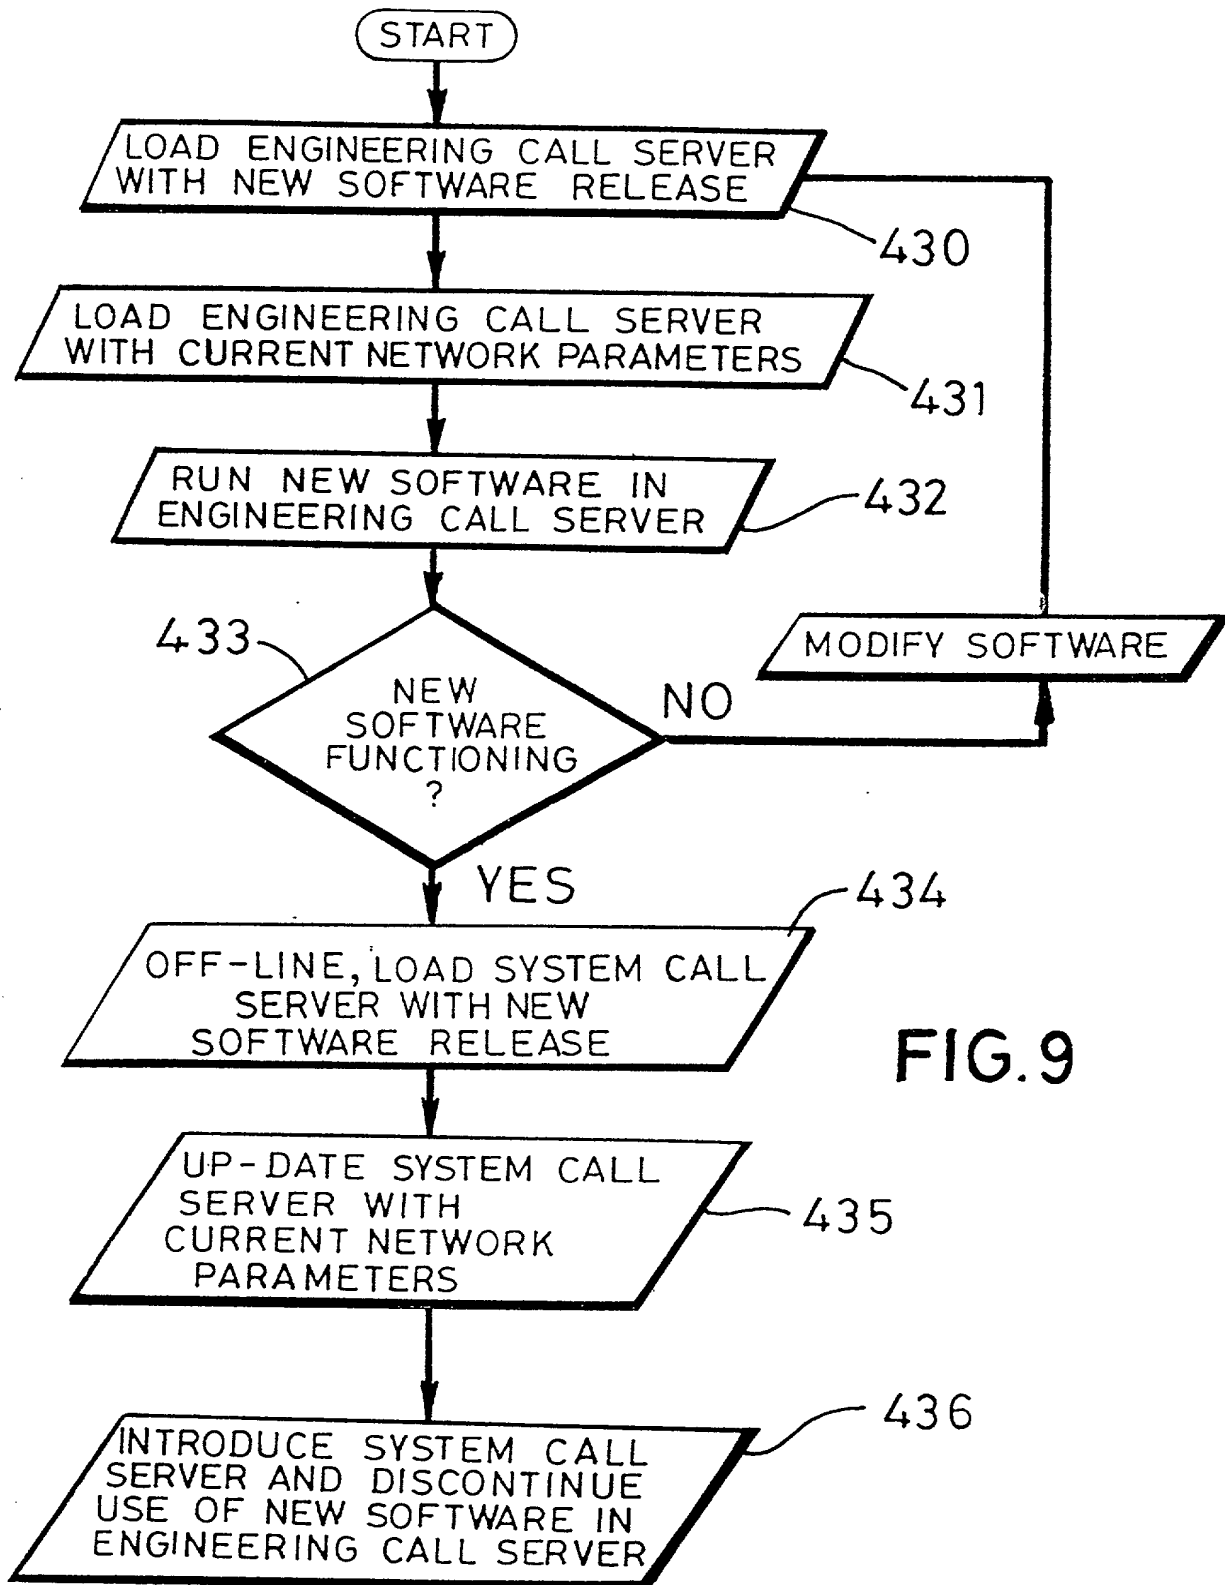 START
LOAD ENGINEERING CALL SERVER
WITH NEW SOFTWARE RELEASE
430
LOAD ENGINEERING CALL SERVER
WITH CURRENT NETWORK PARAMETERS
431
RUN NEW SOFTWARE IN
ENGINEERING CALL SERVER
432
433
NEW
SOFTWARE
FUNCTIONING
?
NO
MODIFY SOFTWARE
YES
434
OFF-LINE, LOAD SYSTEM CALL
SERVER WITH NEW
SOFTWARE RELEASE
FIG. 9
UP-DATE SYSTEM CALL
SERVER WITH
CURRENT NETWORK
PARAMETERS
435
436
INTRODUCE SYSTEM CALL
SERVER AND DISCONTINUE
USE OF NEW SOFTWARE IN
ENGINEERING CALL SERVER